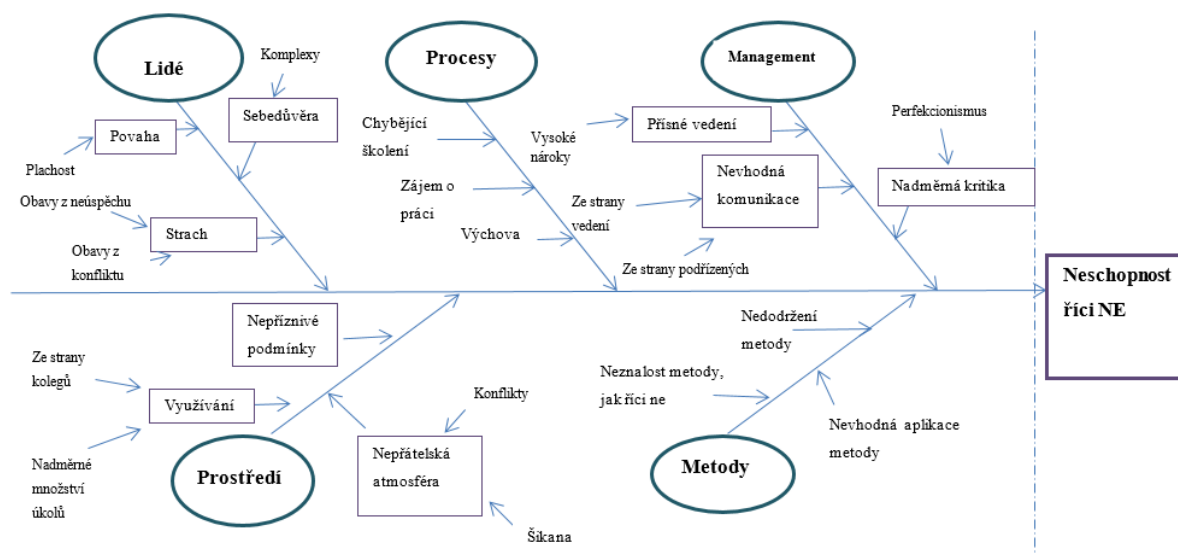 Lidé
Komplexy
Sebedůvěra
Povaha
Plachost
Obavy z neúspěchu
Strach
Obavy z
konfliktu
Procesy
Chybějící
školení
Zájem o
práci
Výchova
Management
Vysoké
nároky
Přísné vedení
Perfekcionismus
Nevhodná
komunikace
Nadměrná kritika
Ze strany
vedení
Ze strany podřízených
Neschopnost
říci NE
Nepříznivé
podmínky
Ze strany
kolegů
Využívání
Nadměrné
množství
úkolů
Prostředí
Konflikty
Nepřátelská
atmosféra
Šikana
Nedodržení
metody
Neznalost metody,
jak říci ne
Nevhodná aplikace
metody
Metody